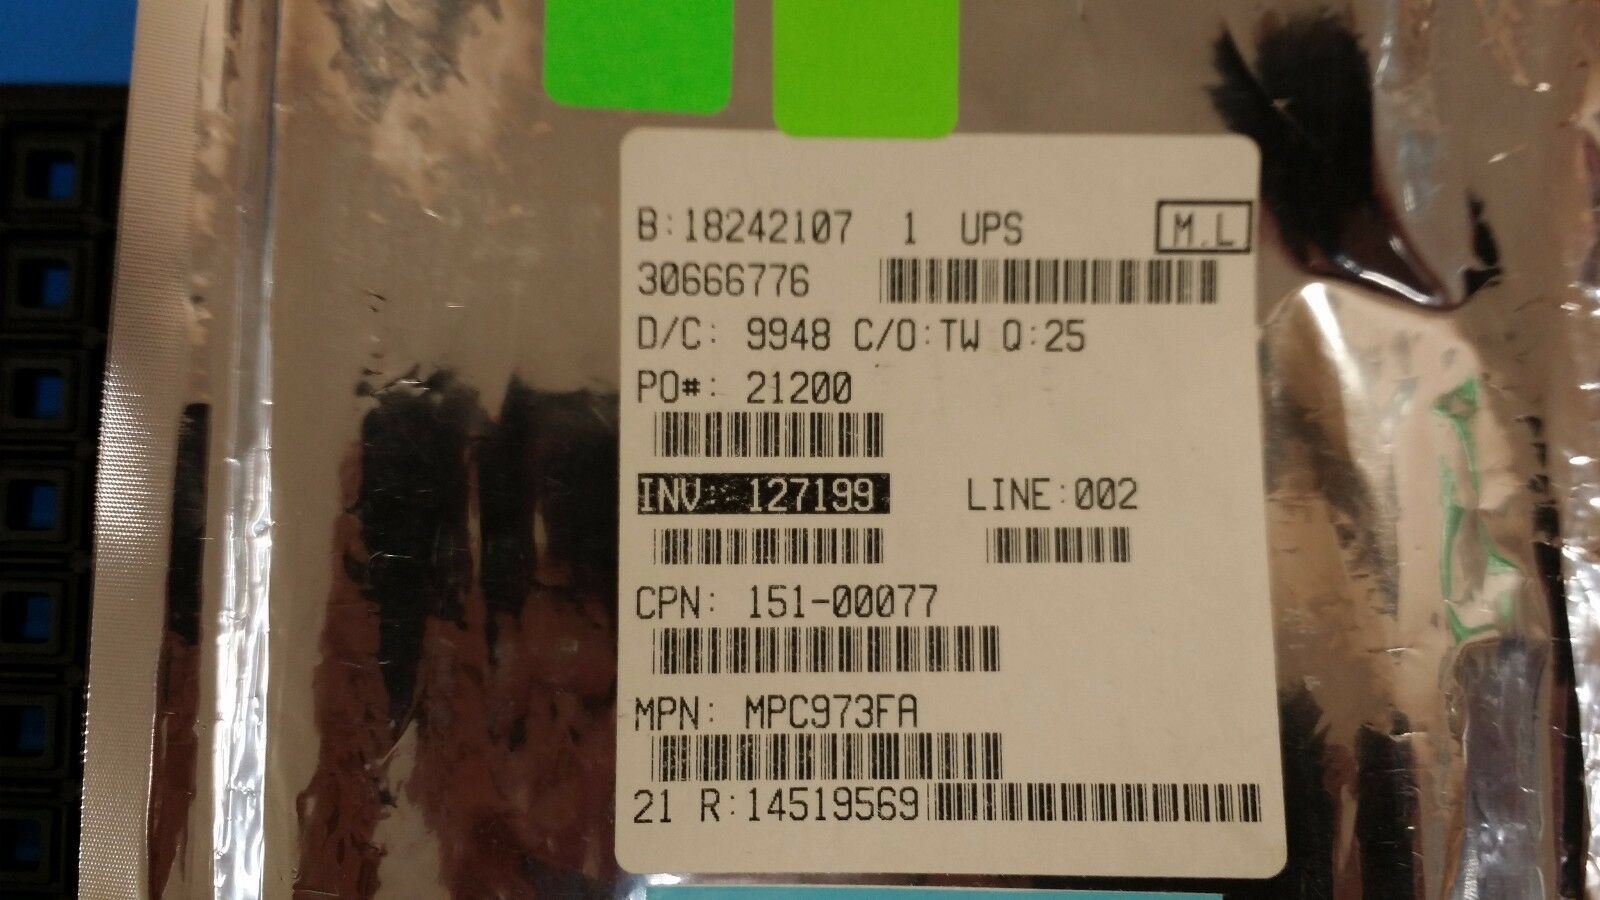 B:18242107 1 UPS M.L
30666776
D/C: 9948 C/O:TW Q:25
PO#: 21200
INV: 127199 LINE:002
CPN: 151-00077
MPN: MPC973FA
21 R:14519569